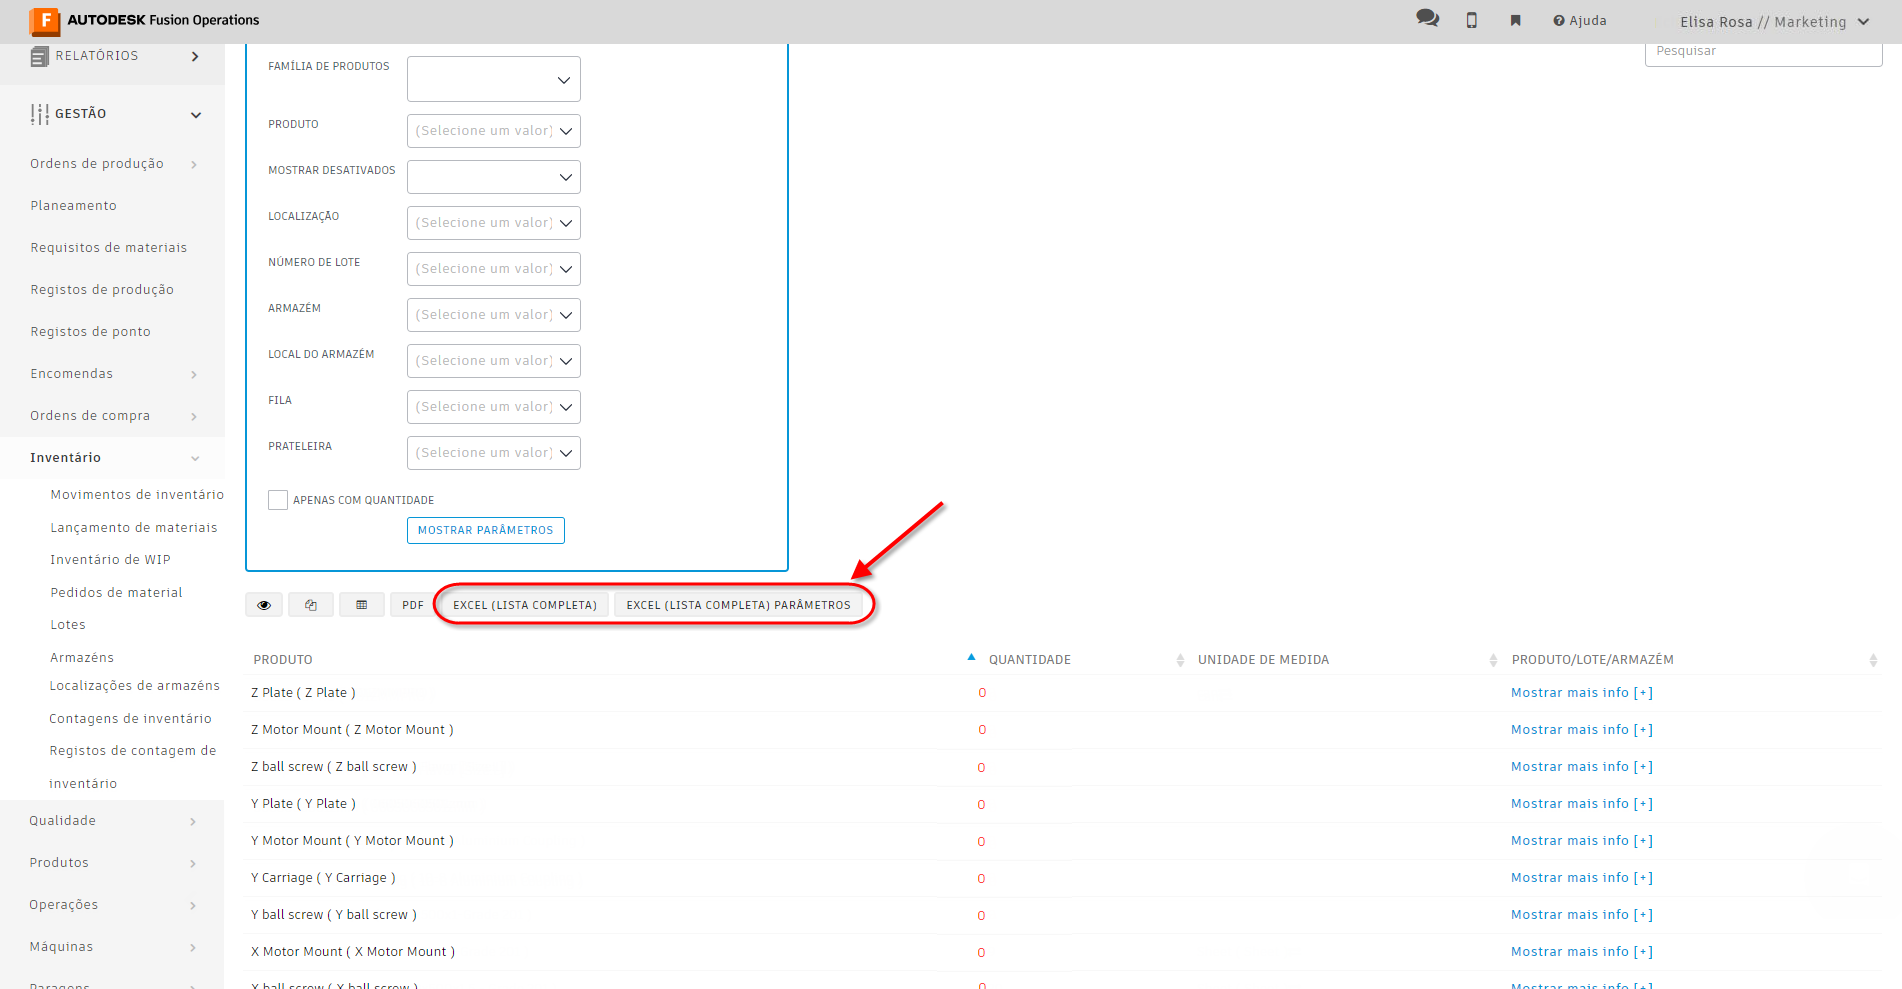 F AUTODESK Fusion Operations
Ajuda
Elisa Rosa // Marketing
RELATÓRIOS
GESTÃO
Ordens de produção
Planeamento
Requisitos de materiais
Registos de produção
Registos de ponto
Encomendas
Ordens de compra
Inventário
Movimentos de inventário
Lançamento de materiais
Inventário de WIP
Pedidos de material
Lotes
Armazéns
Localizações de armazéns
Contagens de inventário
Registos de contagem de
inventário
Qualidade
Produtos
Operações
Máquinas
Paragens
Pesquisar
FAMÍLIA DE PRODUTOS
PRODUTO (Selecione um valor)
MOSTRAR DESATIVADOS
LOCALIZAÇÃO (Selecione um valor)
NÚMERO DE LOTE (Selecione um valor)
ARMAZÉM (Selecione um valor)
LOCAL DO ARMAZÉM (Selecione um valor)
FILA (Selecione um valor)
PRATELEIRA (Selecione um valor)
APENAS COM QUANTIDADE
MOSTRAR PARÂMETROS
PDF EXCEL (LISTA COMPLETA) EXCEL (LISTA COMPLETA) PARÂMETROS
PRODUTO QUANTIDADE UNIDADE DE MEDIDA PRODUTO/LOTE/ARMAZÉM
Z Plate ( Z Plate ) 0 Mostrar mais info [+]
Z Motor Mount ( Z Motor Mount ) 0 Mostrar mais info [+]
Z ball screw ( Z ball screw ) 0 Mostrar mais info [+]
Y Plate ( Y Plate ) 0 Mostrar mais info [+]
Y Motor Mount ( Y Motor Mount ) 0 Mostrar mais info [+]
Y Carriage ( Y Carriage ) 0 Mostrar mais info [+]
Y ball screw ( Y ball screw ) 0 Mostrar mais info [+]
X Motor Mount ( X Motor Mount ) 0 Mostrar mais info [+]
X ball screw ( X ball screw ) 0 Mostrar mais info [+]